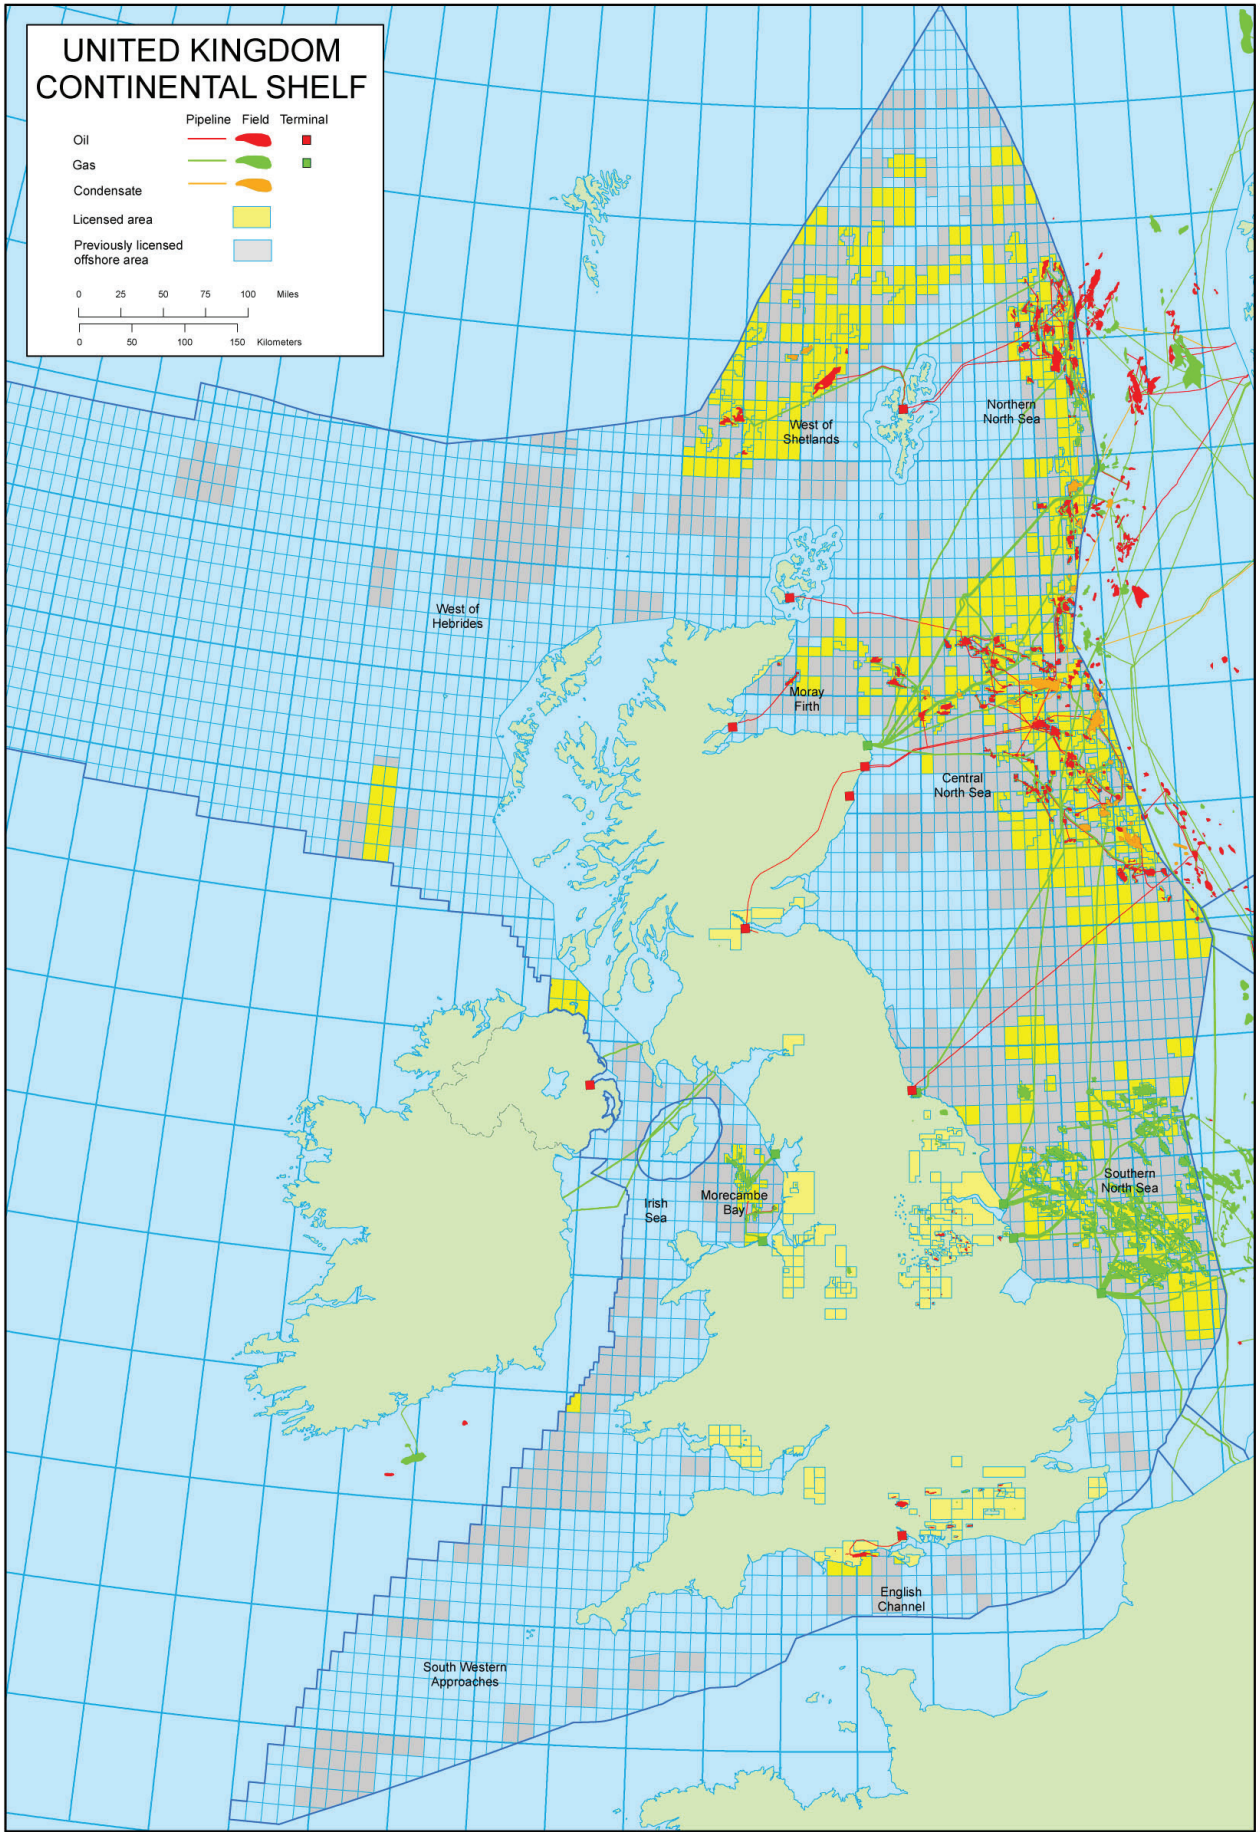 UNITED KINGDOM
CONTINENTAL SHELF
Pipeline Field Terminal
Oil
Gas
Condensate
Licensed area
Previously licensed
offshore area
0 25 50 75 100 Miles
0 50 100 150 Kilometers
West of
Shetlands
Northern
North Sea
West of
Hebrides
Moray
Firth
Central
North Sea
Southern
North Sea
Morecambe
Bay
Irish
Sea
English
Channel
South Western
Approaches